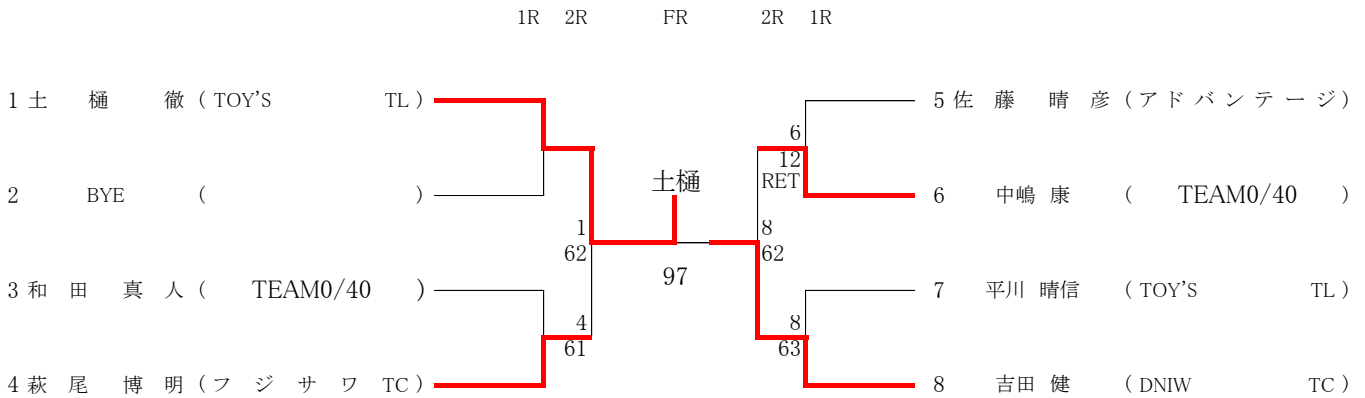 1R 2R FR 2R 1R
1 土 樋 徹 ( TOY'S TL )
5 佐 藤 晴 彦 ( ア ド バ ン テ ー ジ )
6
12
RET
土樋
2 BYE ( )
6 中嶋 康 ( TEAM0/40 )
1
62
8
62
97
3 和 田 真 人 ( TEAM0/40 )
7 平川 晴信 ( TOY'S TL )
4
61
8
63
4 萩 尾 博 明 ( フ ジ サ ワ TC )
8 吉田 健 ( DNIW TC )